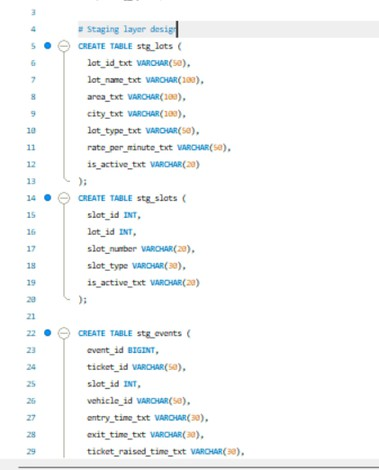 3
4 # Staging layer design
5 CREATE TABLE stg_lots (
6 lot_id_txt VARCHAR(50),
7 lot_name_txt VARCHAR(100),
8 area_txt VARCHAR(100),
9 city_txt VARCHAR(100),
10 lot_type_txt VARCHAR(50),
11 rate_per_minute_txt VARCHAR(50),
12 is_active_txt VARCHAR(20)
13 );
14 CREATE TABLE stg_slots (
15 slot_id INT,
16 lot_id INT,
17 slot_number VARCHAR(20),
18 slot_type VARCHAR(30),
19 is_active_txt VARCHAR(20)
20 );
21
22 CREATE TABLE stg_events (
23 event_id BIGINT,
24 ticket_id VARCHAR(50),
25 slot_id INT,
26 vehicle_id VARCHAR(50),
27 entry_time_txt VARCHAR(30),
28 exit_time_txt VARCHAR(30),
29 ticket_raised_time_txt VARCHAR(30),